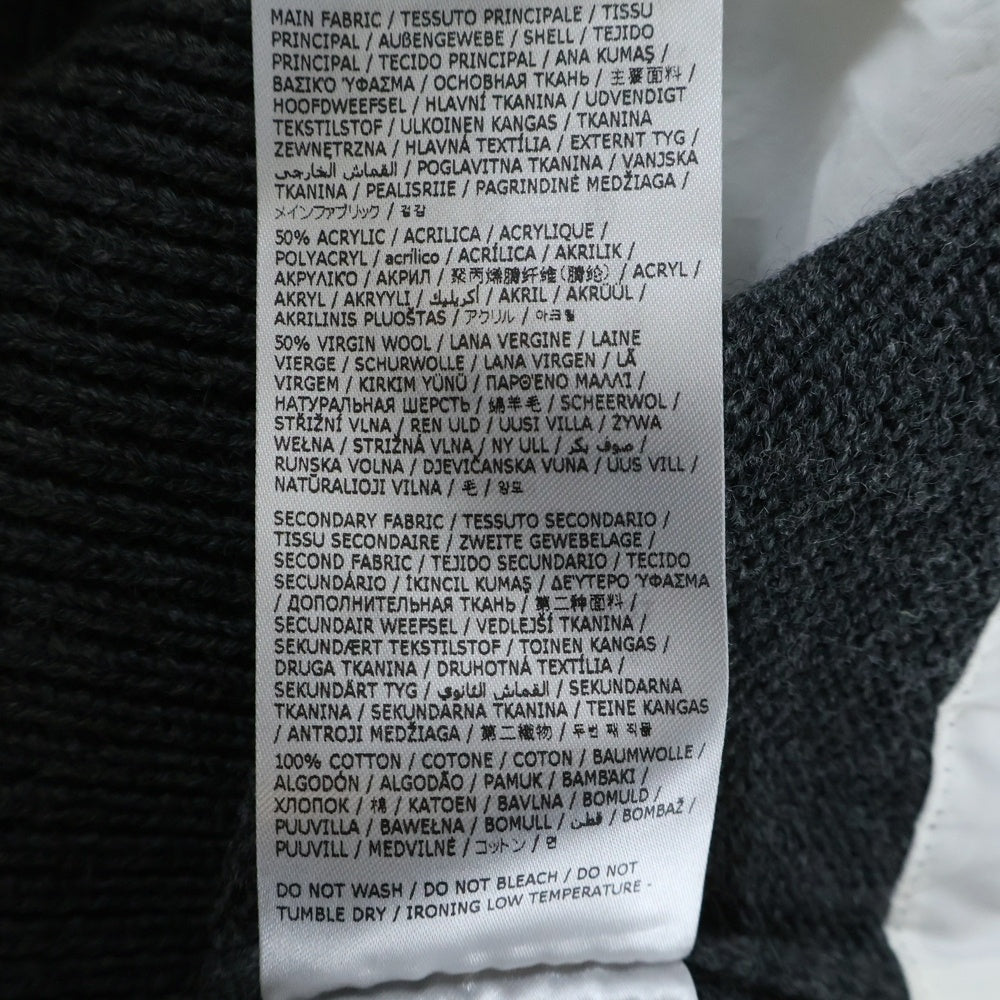 MAIN FABRIC / TESSUTO PRINCIPALE / TISSU
PRINCIPAL / AUßENGEWEBE / SHELL / TEJIDO
PRINCIPAL / TECIDO PRINCIPAL / ANA KUMAŞ /
ΒΑΣΙΚΟ ΎΦΑΣΜΑ / ОСНОВНАЯ ТКАНЬ / 主要面料 /
HOOFDWEEFSEL / HLAVNÍ TKANINA / UDVENDIGT
TEKSTILSTOF / ULKOINEN KANGAS / TKANINA
ZEWNĘTRZNA / HLAVNÁ TEXTÍLIA / EXTERNT TYG /
القماش الخارجي / POGLAVITNA TKANINA / VANJSKA
TKANINA / PEALISRIIE / PAGRINDINĖ MEDŽIAGA /
メインファブリック / 겉감
50% ACRYLIC / ACRILICA / ACRYLIQUE /
POLYACRYL / acrílico / ACRÍLICA / AKRILIK /
ΑΚΡΥΛΙΚΌ / АКРИЛ / 聚丙烯腈纤维(腈纶) / ACRYL /
AKRYL / AKRYYLI / أكريليك / AKRIL / AKRÜÜL /
AKRILINIS PLUOŠTAS / アクリル / 아크릴
50% VIRGIN WOOL / LANA VERGINE / LAINE
VIERGE / SCHURWOLLE / LANA VIRGEN / LÃ
VIRGEM / KIRKIM YÜNÜ / ΠΑΡΘΈΝΟ ΜΑΛΛΊ /
НАТУРАЛЬНАЯ ШЕРСТЬ / 绵羊毛 / SCHEERWOL /
STŘIŽNÍ VLNA / REN ULD / UUSI VILLA / ŻYWA
WEŁNA / STRIŽNÁ VLNA / NY ULL / صوف بكر /
RUNSKA VOLNA / DJEVIČANSKA VUNA / UUS VILL /
NATŪRALIOJI VILNA / 毛 / 양모
SECONDARY FABRIC / TESSUTO SECONDARIO /
TISSU SECONDAIRE / ZWEITE GEWEBELAGE /
SECOND FABRIC / TEJIDO SECUNDARIO / TECIDO
SECUNDÁRIO / İKINCIL KUMAŞ / ΔΕΥΤΕΡΟ ΎΦΑΣΜΑ
/ ДОПОЛНИТЕЛЬНАЯ ТКАНЬ / 第二种面料 /
SECUNDAIR WEEFSEL / VEDLEJŠÍ TKANINA /
SEKUNDÆRT TEKSTILSTOF / TOINEN KANGAS /
DRUGA TKANINA / DRUHOTNÁ TEXTÍLIA /
SEKUNDÄRT TYG / القماش الثانوي / SEKUNDARNA
TKANINA / SEKUNDARNA TKANINA / TEINE KANGAS
/ ANTROJI MEDŽIAGA / 第二織物 / 두번 째 직물
100% COTTON / COTONE / COTON / BAUMWOLLE /
ALGODÓN / ALGODÃO / PAMUK / ΒΑΜΒΆΚΙ /
ХЛОПОК / 棉 / KATOEN / BAVLNA / BOMULD /
PUUVILLA / BAWEŁNA / BOMULL / قطن / BOMBAŽ /
PUUVILL / MEDVILNĖ / コットン / 면
DO NOT WASH / DO NOT BLEACH / DO NOT
TUMBLE DRY / IRONING LOW TEMPERATURE -